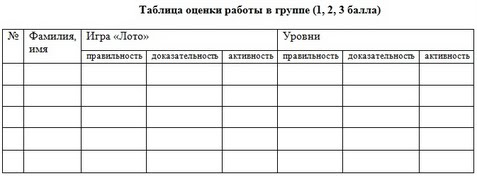 Таблица оценки работы в группе (1, 2, 3 балла)
№ Фамилия, имя Игра «Лото» Уровни
правильность доказательность активность правильность доказательность активность